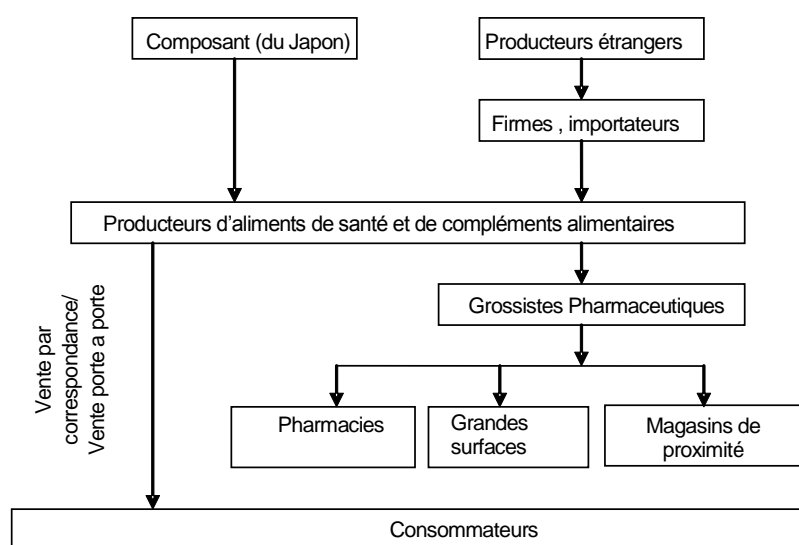 Composant (du Japon)
Producteurs étrangers
Firmes , importateurs
Producteurs d'aliments de santé et de compléments alimentaires
Vente par
correspondance/
Vente porte a porte
Grossistes Pharmaceutiques
Pharmacies
Grandes
surfaces
Magasins de
proximité
Consommateurs